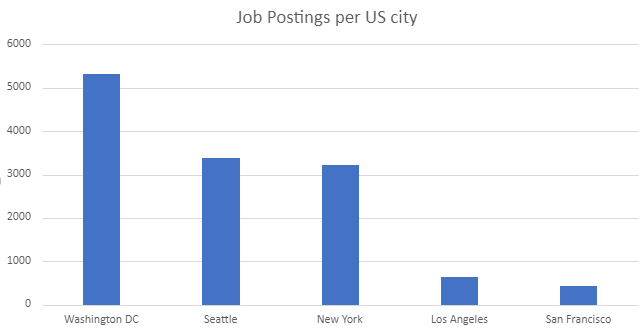 Job Postings per US city
6000
5000
4000
3000
2000
1000
0
Washington DC
Seattle
New York
Los Angeles
San Francisco